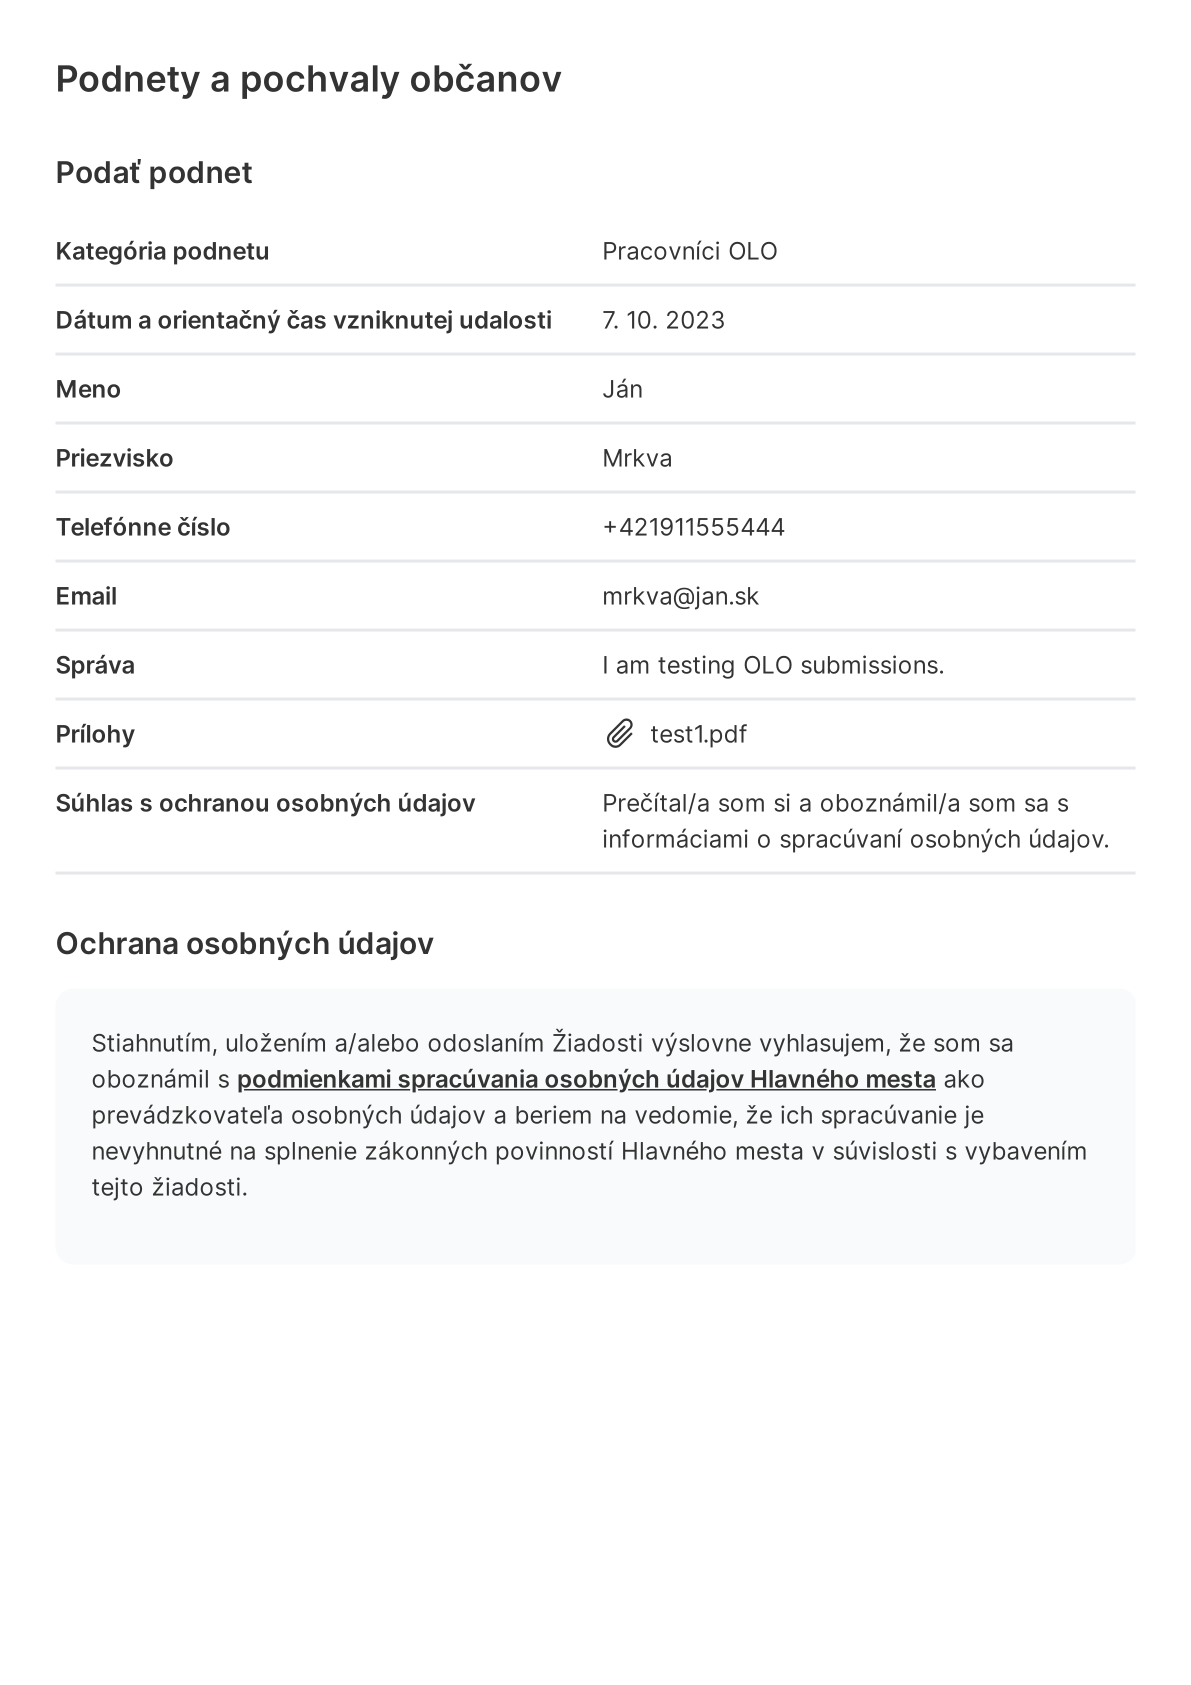 Podnety a pochvaly občanov
Podať podnet
Kategória podnetu Pracovníci OLO
Dátum a orientačný čas vzniknutej udalosti 7. 10. 2023
Meno Ján
Priezvisko Mrkva
Telefónne číslo +421911555444
Email mrkva@jan.sk
Správa I am testing OLO submissions.
Prílohy test1.pdf
Súhlas s ochranou osobných údajov Prečítal/a som si a oboznámil/a som sa s
informáciami o spracúvaní osobných údajov.
Ochrana osobných údajov
Stiahnutím, uložením a/alebo odoslaním Žiadosti výslovne vyhlasujem, že som sa
oboznámil s podmienkami spracúvania osobných údajov Hlavného mesta ako
prevádzkovateľa osobných údajov a beriem na vedomie, že ich spracúvanie je
nevyhnutné na splnenie zákonných povinností Hlavného mesta v súvislosti s vybavením
tejto žiadosti.